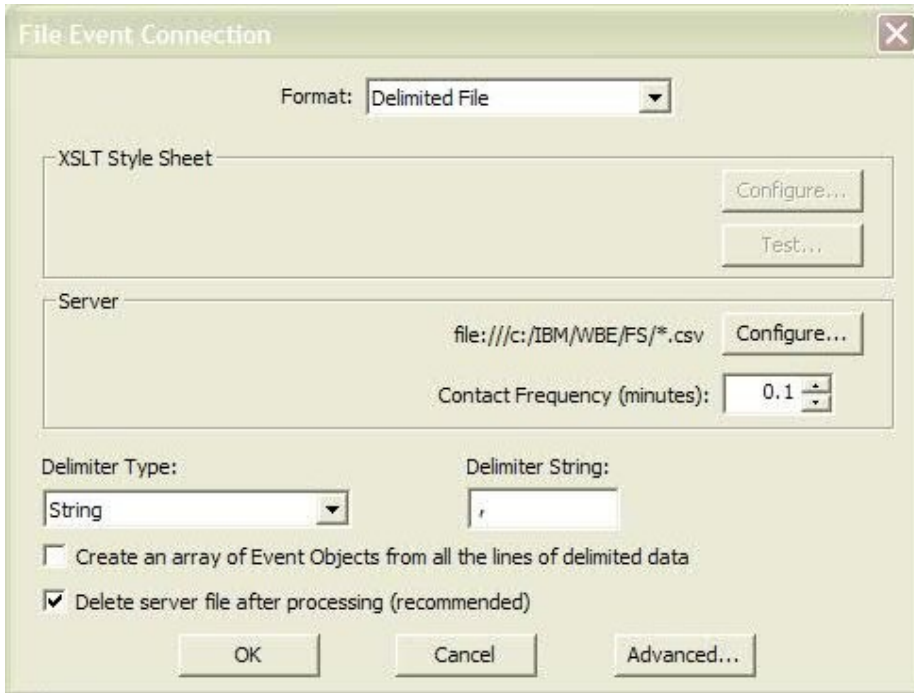 File Event Connection
Format: Delimited File
XSLT Style Sheet
Configure...
Test...
Server
file:///c:/IBM/WBE/FS/*.csv Configure...
Contact Frequency (minutes): 0.1
Delimiter Type: Delimiter String:
String ,
Create an array of Event Objects from all the lines of delimited data
Delete server file after processing (recommended)
OK Cancel Advanced...